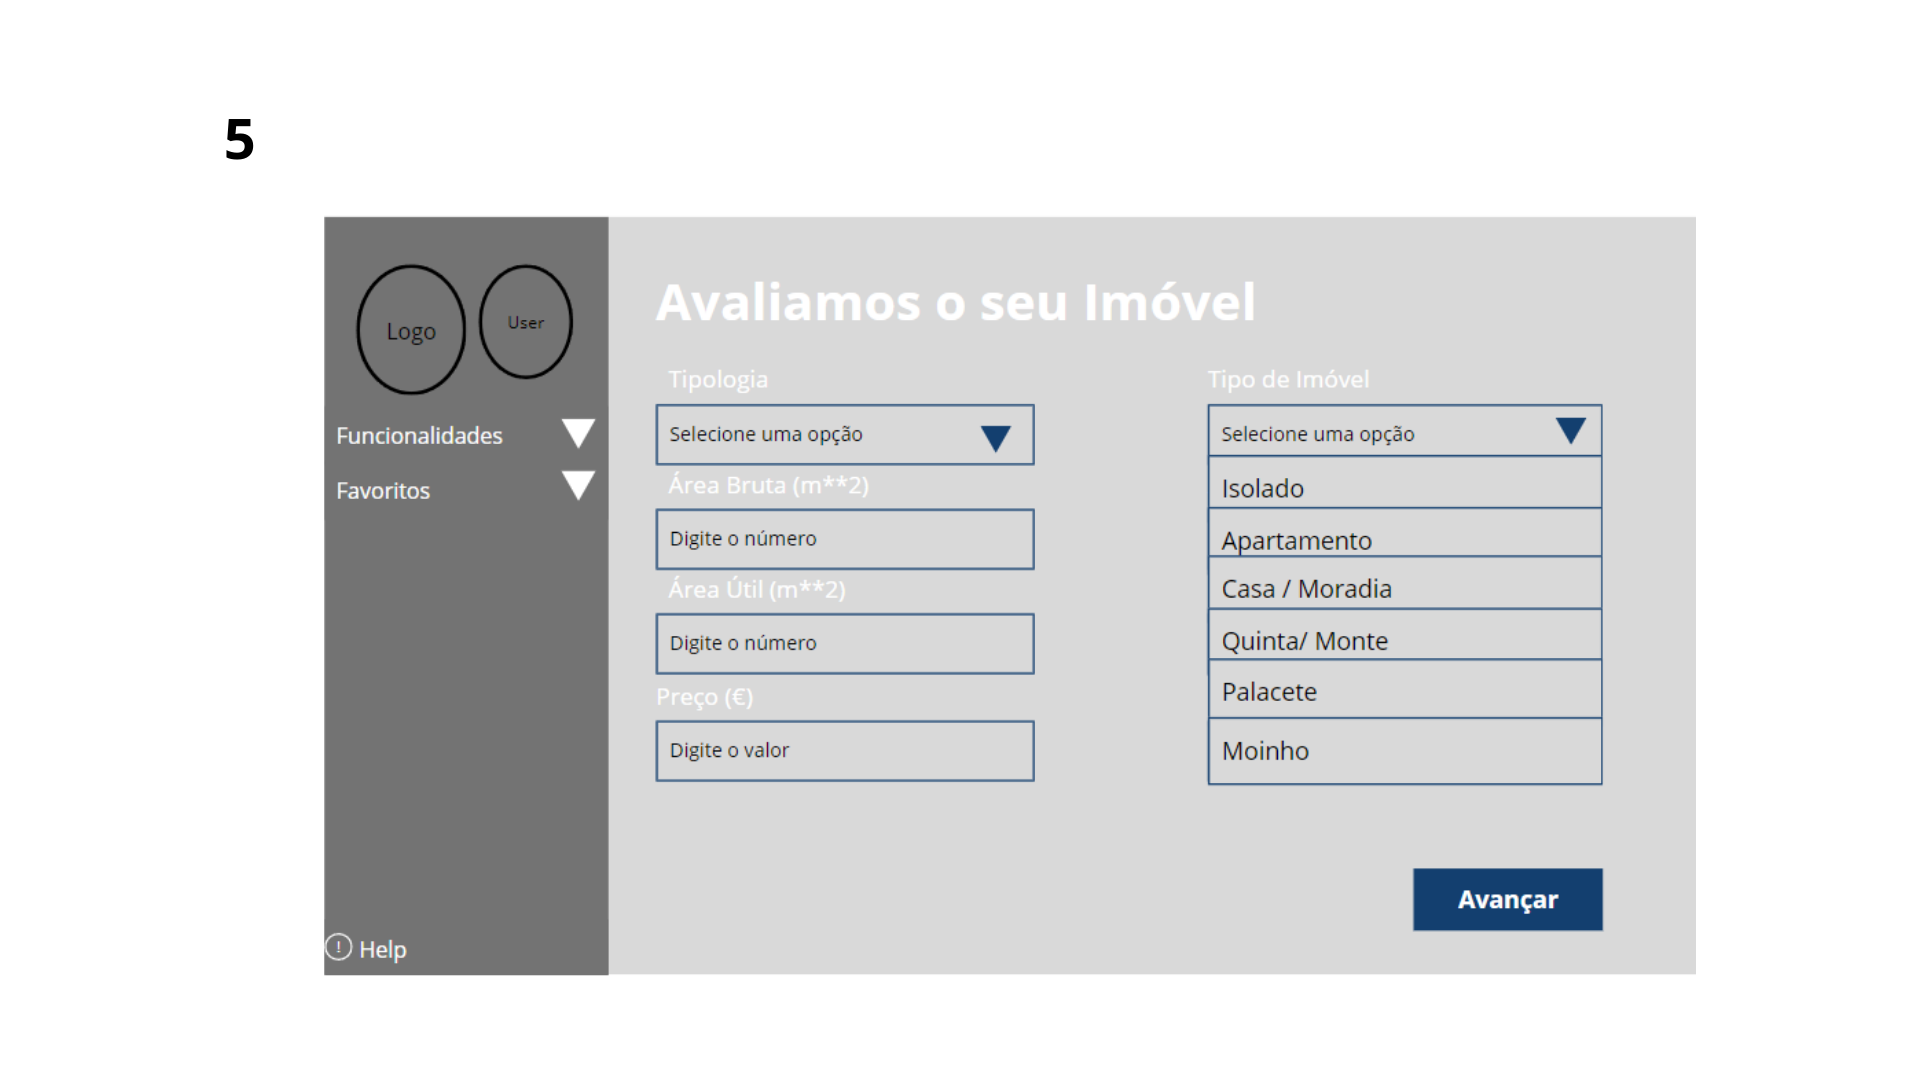 5
Logo
User
Funcionalidades
Favoritos
! Help
Avaliamos o seu Imóvel
Tipologia
Selecione uma opção
Área Bruta (m**2)
Digite o número
Área Útil (m**2)
Digite o número
Preço (€)
Digite o valor
Tipo de Imóvel
Selecione uma opção
Isolado
Apartamento
Casa / Moradia
Quinta/ Monte
Palacete
Moinho
Avançar